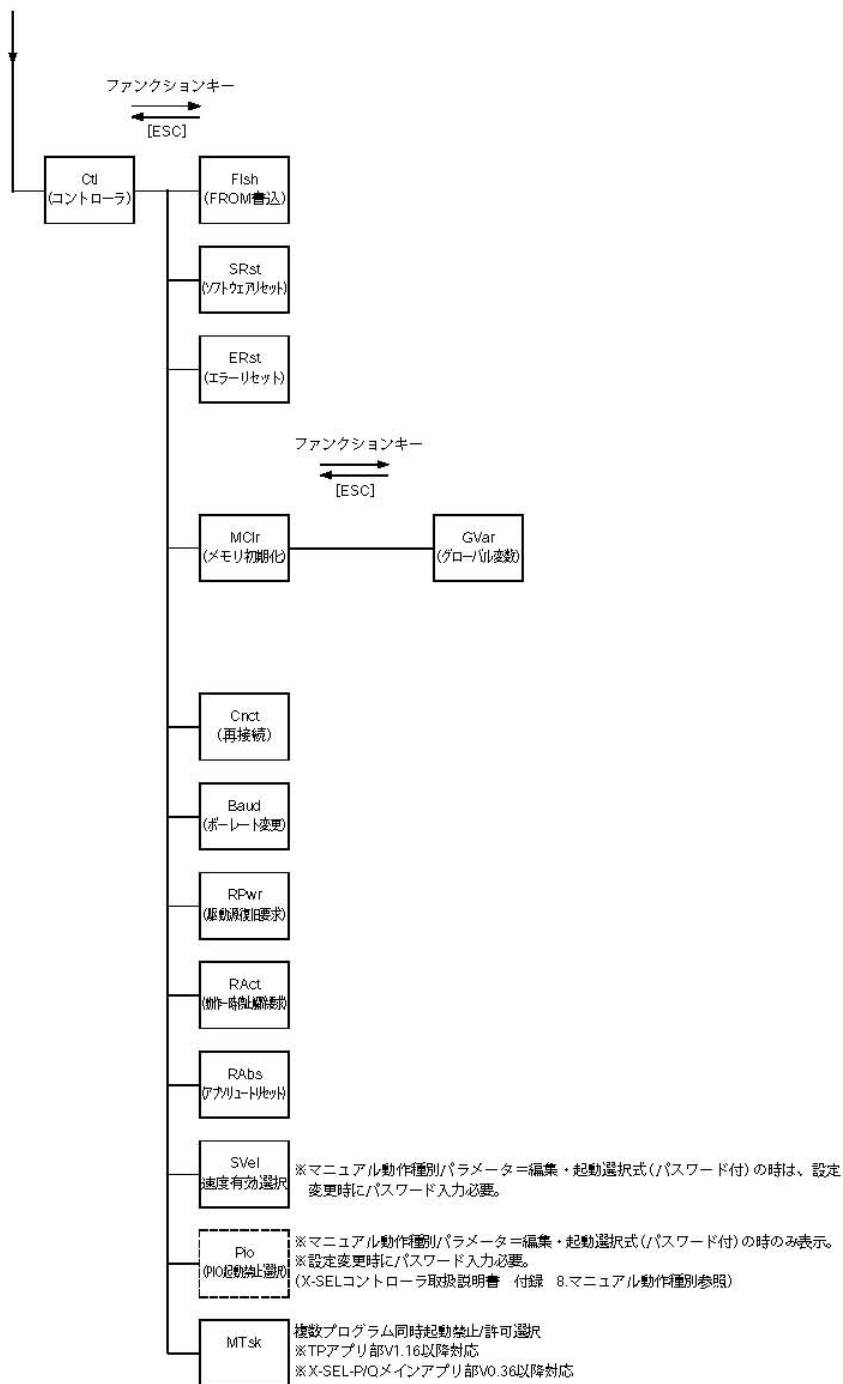 ファンクションキー
[ESC]
Ctl
(コントローラ)
Flsh
(FROM書込)
SRst
(ソフトウェアリセット)
ERst
(エラーリセット)
ファンクションキー
[ESC]
MClr
(メモリ初期化)
GVar
(グローバル変数)
Cnct
(再接続)
Baud
(ボーレート変更)
RPwr
(駆動源復旧要求)
RAct
(動作一時停止解除要求)
RAbs
(アブソリュートリセット)
SVel
速度有効選択
※マニュアル動作種別パラメータ=編集・起動選択式(パスワード付)の時は、設定
変更時にパスワード入力必要。
Pio
(PIO起動禁止選択)
※マニュアル動作種別パラメータ=編集・起動選択式(パスワード付)の時のみ表示。
※設定変更時にパスワード入力必要。
(X-SELコントローラ取扱説明書 付録 8.マニュアル動作種別参照)
MTsk
複数プログラム同時起動禁止/許可選択
※TPアプリ部V1.16以降対応
※X-SEL-P/Qメインアプリ部V0.36以降対応